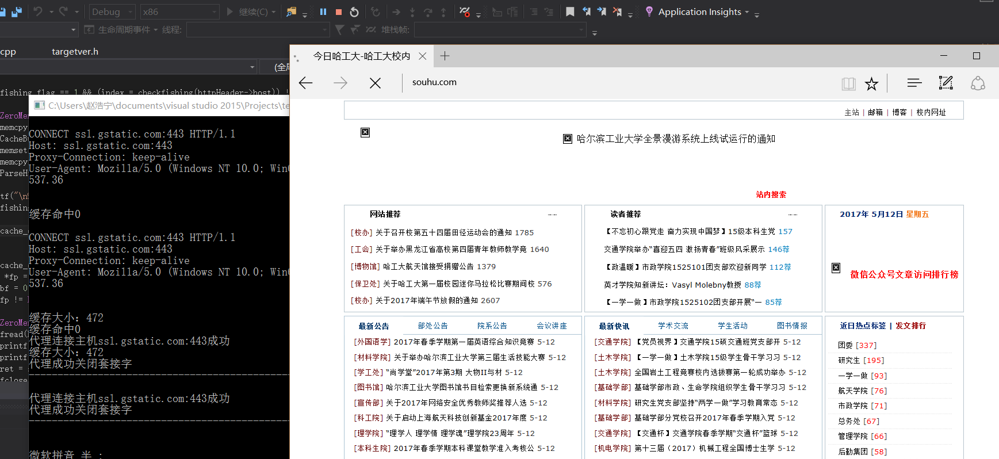 Debug x86 继续(C) Application Insights
生命周期事件 线程: 堆栈帧:
cpp targetver.h
(全局
fishing_flag == 1 && (index = checkfishing(httpHeader->host)) !
ZeroMe
memcpy
CacheBu
memset
memcpy
ParseH
tf("\n
fishing
cache_
cache_
*fp =
bf = 0
fp !=
ZeroMe
fread(
printf
printf
ret =
fclose
C:\Users\赵浩宁\documents\visual studio 2015\Projects\te
CONNECT ssl.gstatic.com:443 HTTP/1.1
Host: ssl.gstatic.com:443
Proxy-Connection: keep-alive
User-Agent: Mozilla/5.0 (Windows NT 10.0; Win6
537.36
缓存命中0
CONNECT ssl.gstatic.com:443 HTTP/1.1
Host: ssl.gstatic.com:443
Proxy-Connection: keep-alive
User-Agent: Mozilla/5.0 (Windows NT 10.0; Win6
537.36
缓存大小: 472
缓存命中0
代理连接主机ssl.gstatic.com:443成功
缓存大小: 472
代理成功关闭套接字
代理连接主机ssl.gstatic.com:443成功
代理成功关闭套接字
微软拼音 半 :
今日哈工大-哈工大校内
souhu.com
主站 | 邮箱 | 博客 | 校内网址
哈尔滨工业大学全景漫游系统上线试运行的通知
站内搜索
网站推荐
[校办] 关于召开校第五十四届田径运动会的通知 1785
[工会] 关于举办黑龙江省高校第四届青年教师教学竞 1640
[博物馆] 哈工大航天馆接受捐赠公告 1379
[保卫处] 关于哈工大第一届校园迷你马拉松比赛期间校 576
[校办] 关于2017年端午节放假的通知 2607
读者推荐
【不忘初心跟党走 奋力实现中国梦】15级本科生党 157
交通学院举办“喜迎五四 激扬青春”班级风采展示 146荐
【政温暖】市政学院1525101团支部欢迎新同学 112荐
英才学院知新讲坛：Vasyl Molebny教授 88荐
【一学一做】市政学院1525102团支部开展“一 85荐
2017年 5月12日 星期五
微信公众号文章访问排行榜
最新公告 部处公告 院系公告 会议讲座
[外国语学] 2017年春季学期第一届英语综合知识竞赛 5-12
[材料学院] 关于举办哈尔滨工业大学第三届生活技能大赛 5-12
[学工处] “尚学堂”2017年第3期 大物II与材 5-12
[图书馆] 哈尔滨工业大学图书馆书目检索更换新系统通 5-12
[宣传部] 关于2017年网络安全优秀教师奖推荐人选 5-12
[科工院] 关于启动上海航天科技创新基金2017年度 5-12
[理学院] “理学人 理学情 理学魂”理学院23周年 5-12
[本科生院] 2017年春季学期本科课堂教学准入考核公 5-12
最新快讯 学术交流 学生活动 图书情报
[交通学院] 【党员视界】交通学院15硕交通班党支部开 5-12
[土木学院] 【一学一做】土木学院15级学生骨干学习习 5-12
[土木学院] 全国岩土工程竞赛校内选拔赛第一轮成功举办 5-12
[基础学部] 基础学部市政、生命学院组织学生骨干学习习 5-12
[材料学院] 研究生党支部坚持“两学一做”学习教育常态 5-12
[基础学部] 基础学部分党校召开2017年春季学期入党 5-12
[交通学院] 【交通杯】交通学院春季学期“交通杯”篮球 5-12
[机电学院] 第十三届（2017）机械工程全国博士生学 5-12
近日热点标签 | 发文排行
团委 [337]
研究生 [195]
一学一做 [93]
航天学院 [76]
市政学院 [71]
总务处 [67]
管理学院 [66]
后勤集团 [58]